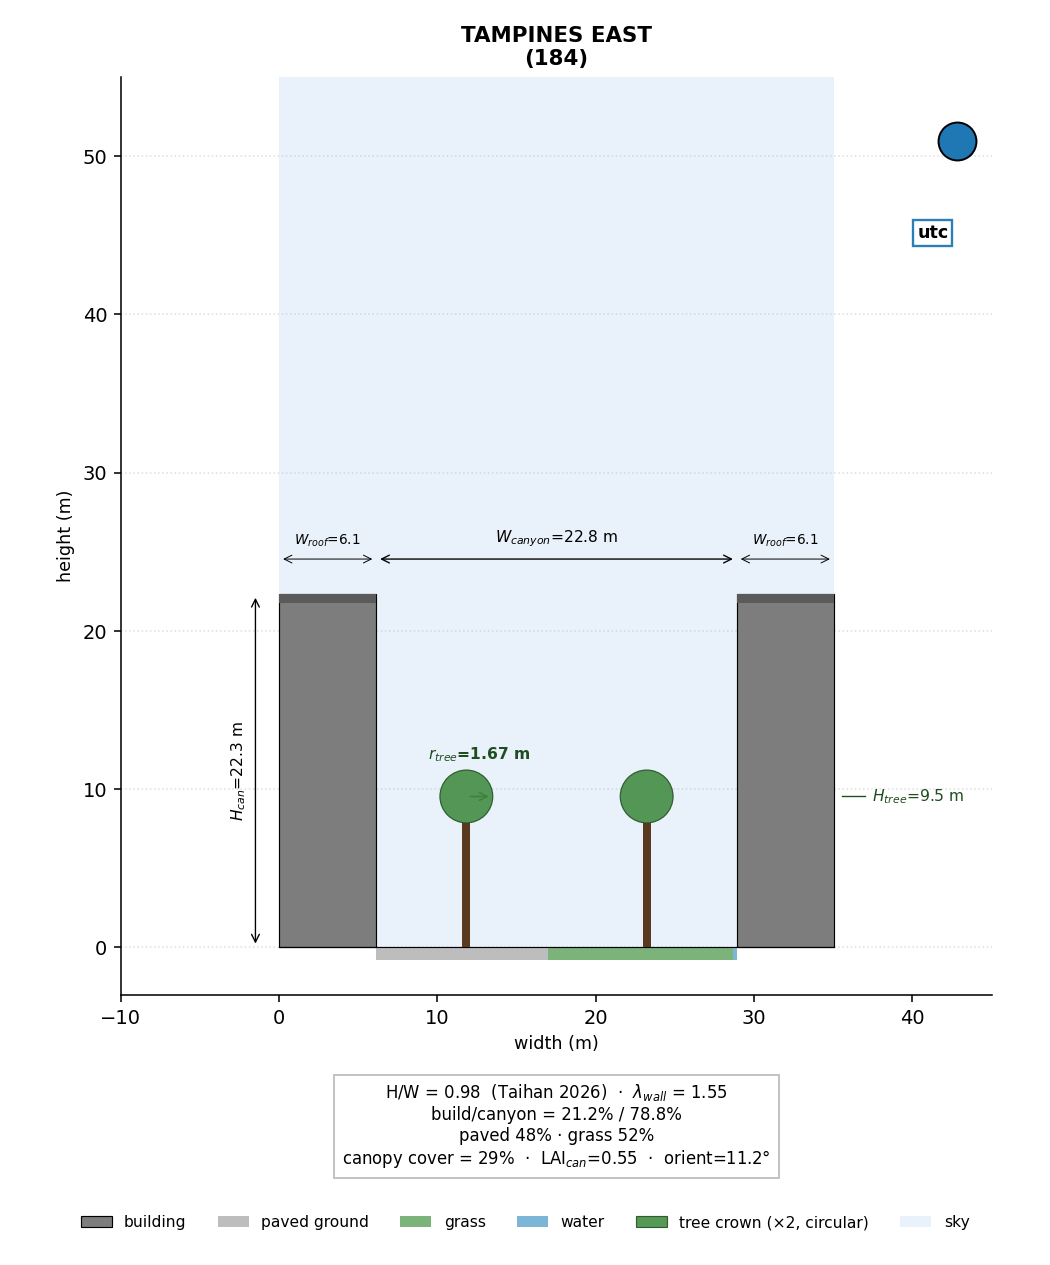 TAMPINES EAST
(184)
50
utc
40
height (m)
30
W_roof=6.1
W_canyon=22.8 m
W_roof=6.1
20
H_can=22.3 m
r_tree=1.67 m
10
H_tree=9.5 m
0
−10 0 10 20 30 40
width (m)
H/W = 0.98 (Taihan 2026) · λ_wall = 1.55
build/canyon = 21.2% / 78.8%
paved 48% · grass 52%
canopy cover = 29% · LAI_can=0.55 · orient=11.2°
building paved ground grass water tree crown (×2, circular) sky